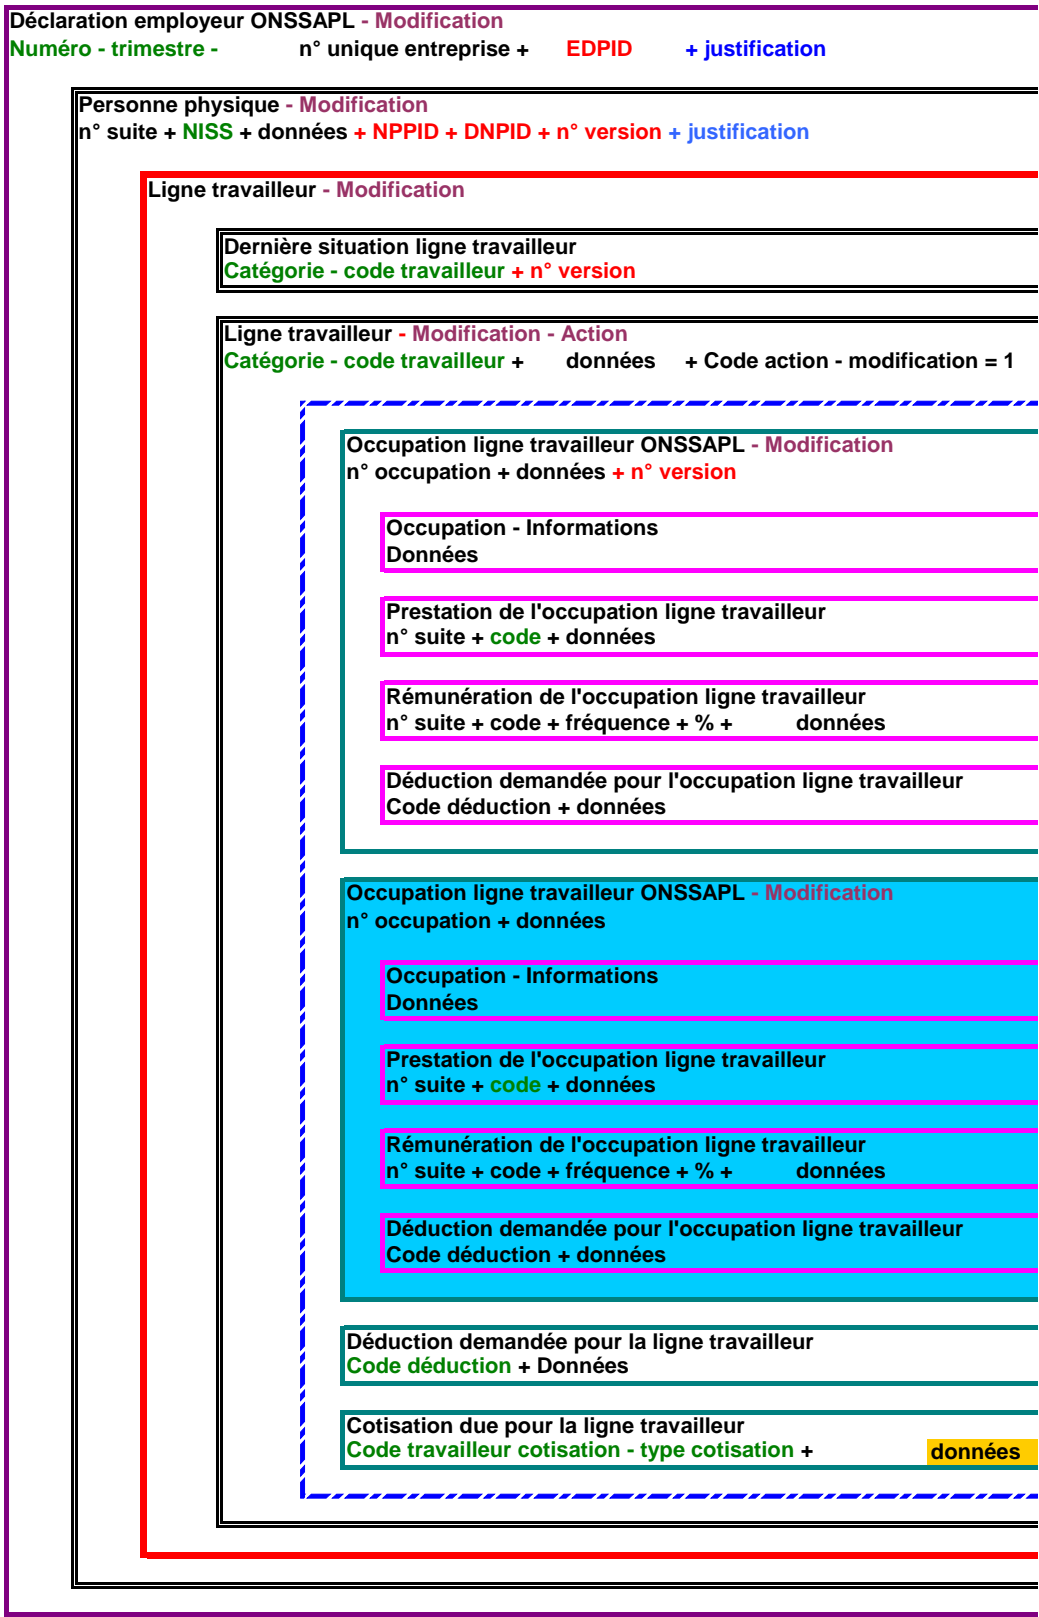 Déclaration employeur ONSSAPL - Modification
Numéro - trimestre - n° unique entreprise + EDPID + justification
Personne physique - Modification
n° suite + NISS + données + NPPID + DNPID + n° version + justification
Ligne travailleur - Modification
Dernière situation ligne travailleur
Catégorie - code travailleur + n° version
Ligne travailleur - Modification - Action
Catégorie - code travailleur + données + Code action - modification = 1
Occupation ligne travailleur ONSSAPL - Modification
n° occupation + données + n° version
Occupation - Informations
Données
Prestation de l'occupation ligne travailleur
n° suite + code + données
Rémunération de l'occupation ligne travailleur
n° suite + code + fréquence + % + données
Déduction demandée pour l'occupation ligne travailleur
Code déduction + données
Occupation ligne travailleur ONSSAPL - Modification
n° occupation + données
Occupation - Informations
Données
Prestation de l'occupation ligne travailleur
n° suite + code + données
Rémunération de l'occupation ligne travailleur
n° suite + code + fréquence + % + données
Déduction demandée pour l'occupation ligne travailleur
Code déduction + données
Déduction demandée pour la ligne travailleur
Code déduction + Données
Cotisation due pour la ligne travailleur
Code travailleur cotisation - type cotisation + données